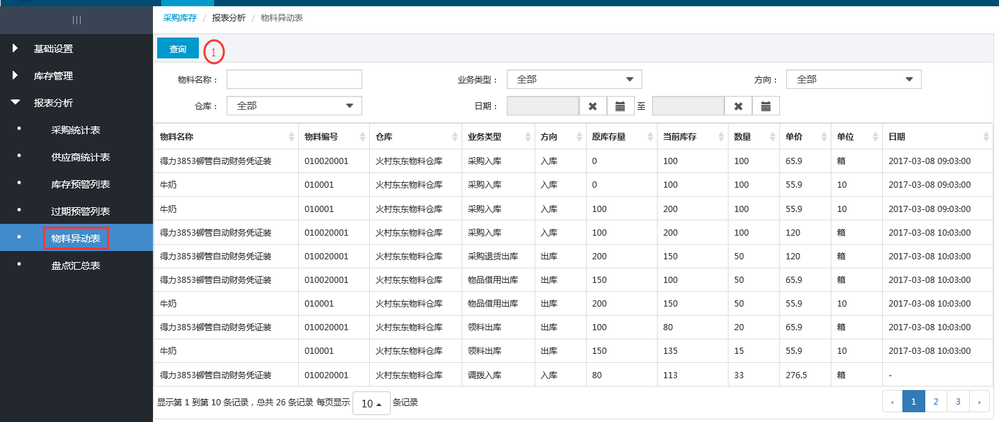 采购库存 / 报表分析 / 物料异动表
基础设置
库存管理
报表分析
采购统计表
供应商统计表
库存预警列表
过期预警列表
物料异动表
盘点汇总表
查询 1
物料名称： 业务类型： 全部 方向： 全部
仓库： 全部 日期： 至
物料名称 物料编号 仓库 业务类型 方向 原库存量 当前库存 数量 单价 单位 日期
得力3853铆管自动财务凭证装 010020001 火村东东物料仓库 采购入库 入库 0 100 100 65.9 箱 2017-03-08 09:03:00
牛奶 010001 火村东东物料仓库 采购入库 入库 0 100 100 55.9 10 2017-03-08 09:03:00
牛奶 010001 火村东东物料仓库 采购入库 入库 100 200 100 55.9 10 2017-03-08 09:03:00
得力3853铆管自动财务凭证装 010020001 火村东东物料仓库 采购入库 入库 100 200 100 120 箱 2017-03-08 10:03:00
得力3853铆管自动财务凭证装 010020001 火村东东物料仓库 采购退货出库 出库 200 150 50 120 箱 2017-03-08 10:03:00
得力3853铆管自动财务凭证装 010020001 火村东东物料仓库 物品借用出库 出库 150 100 50 65.9 箱 2017-03-08 10:03:00
牛奶 010001 火村东东物料仓库 物品借用出库 出库 200 150 50 55.9 10 2017-03-08 10:03:00
得力3853铆管自动财务凭证装 010020001 火村东东物料仓库 领料出库 出库 100 80 20 65.9 箱 2017-03-08 10:03:00
牛奶 010001 火村东东物料仓库 领料出库 出库 150 135 15 55.9 10 2017-03-08 10:03:00
得力3853铆管自动财务凭证装 010020001 火村东东物料仓库 调拨入库 入库 80 113 33 276.5 箱 -
显示第 1 到第 10 条记录，总共 26 条记录 每页显示 10 条记录 ‹ 1 2 3 ›